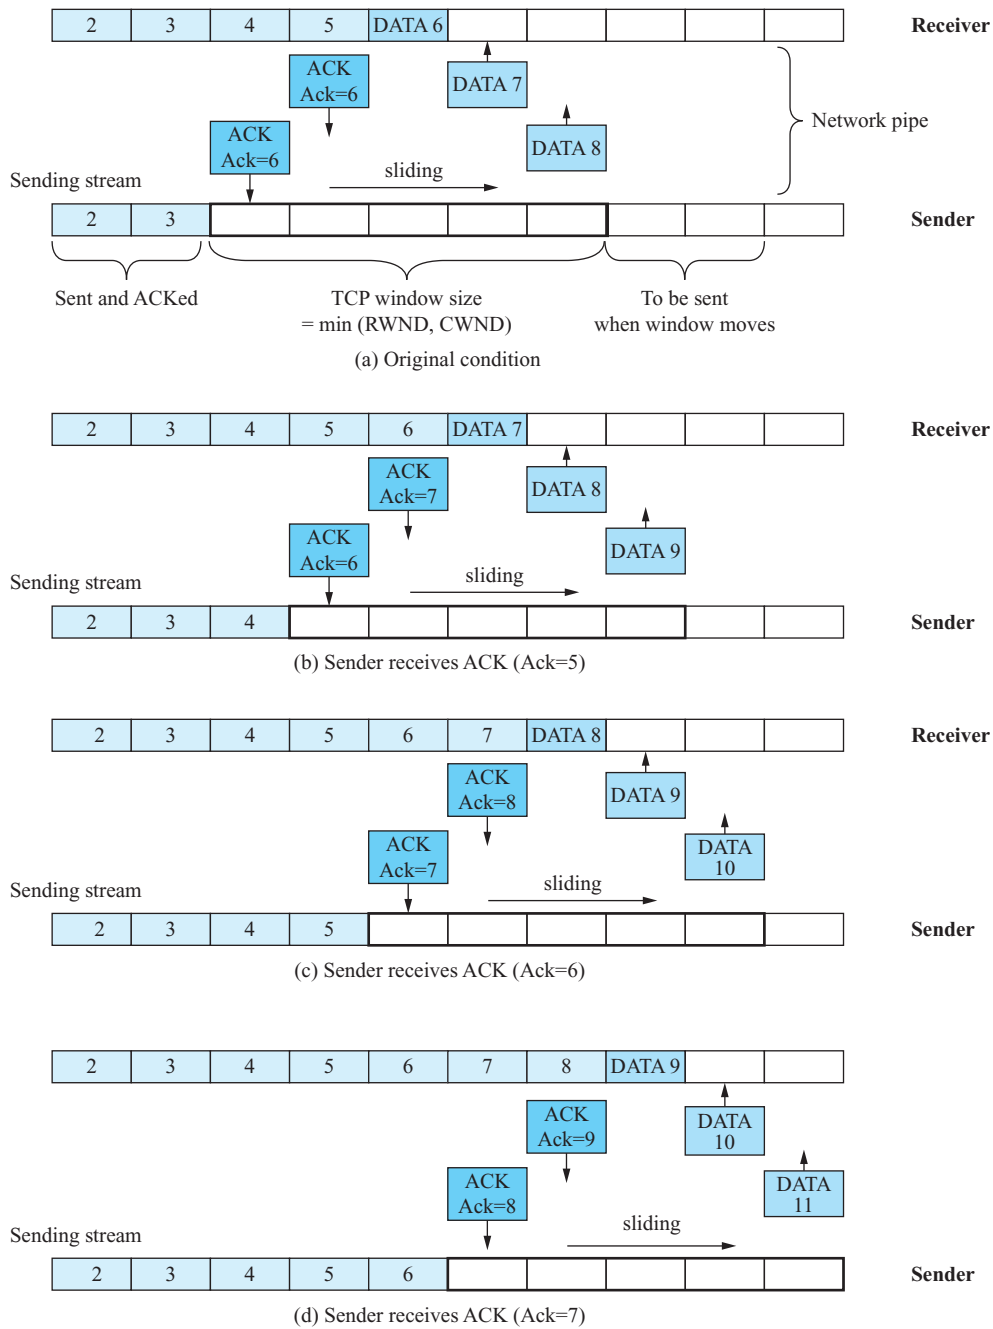 2 3 4 5 DATA 6 Receiver
ACK
Ack=6
DATA 7
Network pipe
ACK
Ack=6
DATA 8
sliding
Sending stream
2 3 Sender
Sent and ACKed
TCP window size
= min (RWND, CWND)
To be sent
when window moves
(a) Original condition
2 3 4 5 6 DATA 7 Receiver
ACK
Ack=7
DATA 8
ACK
Ack=6
DATA 9
sliding
Sending stream
2 3 4 Sender
(b) Sender receives ACK (Ack=5)
2 3 4 5 6 7 DATA 8 Receiver
ACK
Ack=8
DATA 9
ACK
Ack=7
DATA
10
sliding
Sending stream
2 3 4 5 Sender
(c) Sender receives ACK (Ack=6)
2 3 4 5 6 7 8 DATA 9 Receiver
ACK
Ack=9
DATA
10
ACK
Ack=8
DATA
11
sliding
Sending stream
2 3 4 5 6 Sender
(d) Sender receives ACK (Ack=7)